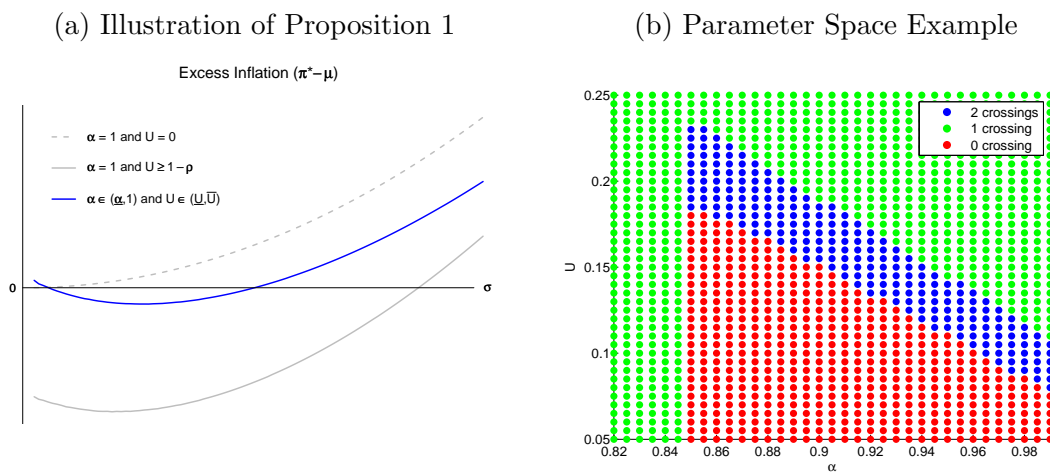 (a) Illustration of Proposition 1
Excess Inflation (π*−μ)
α = 1 and U = 0
α = 1 and U ≥ 1−ρ
α ∈ (α̲,1) and U ∈ (U̲,U̅)
0
σ
(b) Parameter Space Example
0.25
0.2
0.15
0.1
0.05
U
2 crossings
1 crossing
0 crossing
0.82 0.84 0.86 0.88 0.9 0.92 0.94 0.96 0.98
α